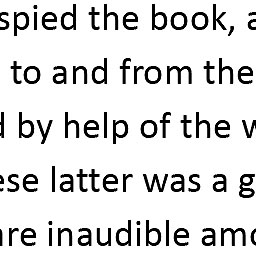 spied the book, a
to and from the
d by help of the w
ese latter was a g
are inaudible amo